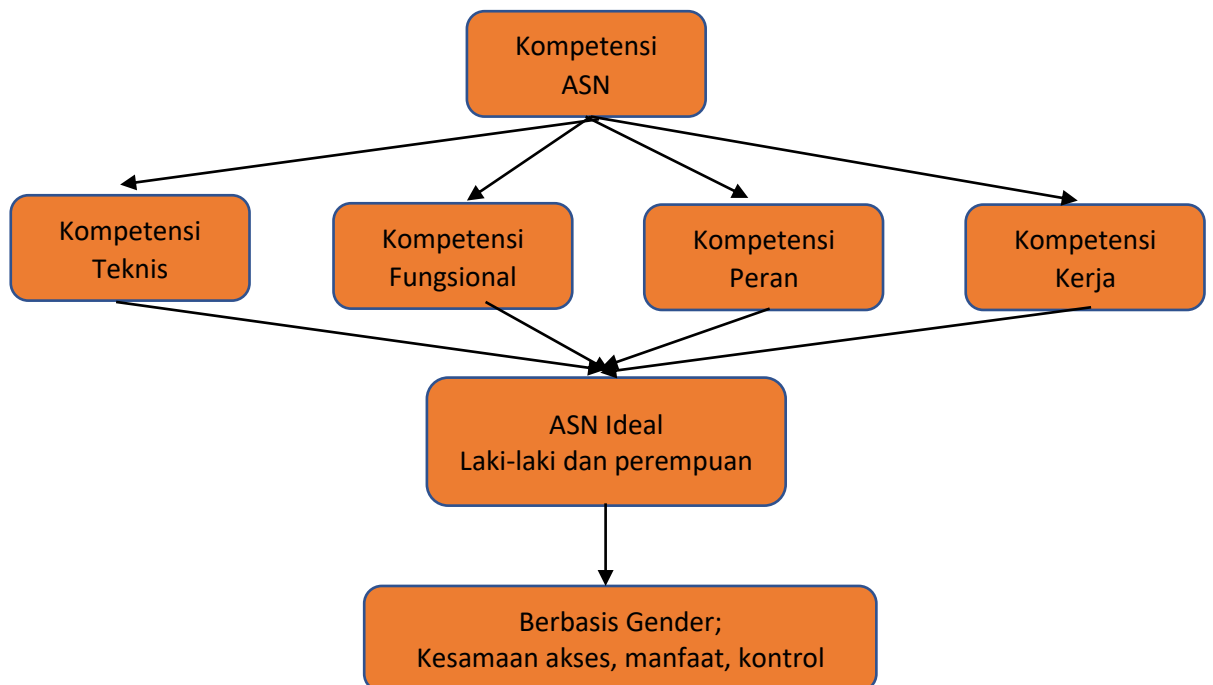 Kompetensi
ASN
Kompetensi
Teknis
Kompetensi
Fungsional
Kompetensi
Peran
Kompetensi
Kerja
ASN Ideal
Laki-laki dan perempuan
Berbasis Gender;
Kesamaan akses, manfaat, kontrol